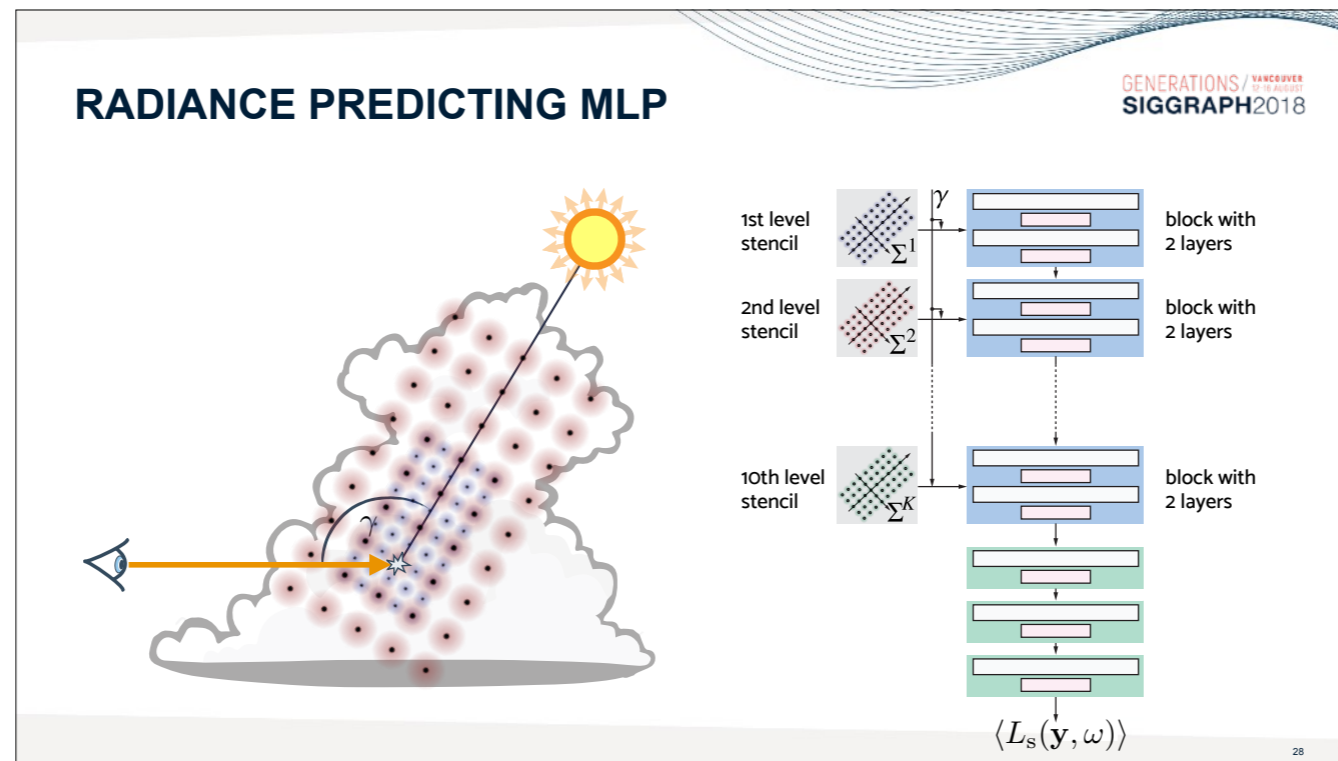 GENERATIONS / VANCOUVER
12-16 AUGUST
SIGGRAPH2018
RADIANCE PREDICTING MLP
γ
1st level
stencil
Σ¹
γ
block with
2 layers
2nd level
stencil
Σ²
block with
2 layers
10th level
stencil
Σᴷ
block with
2 layers
⟨Lₛ(y, ω)⟩
28